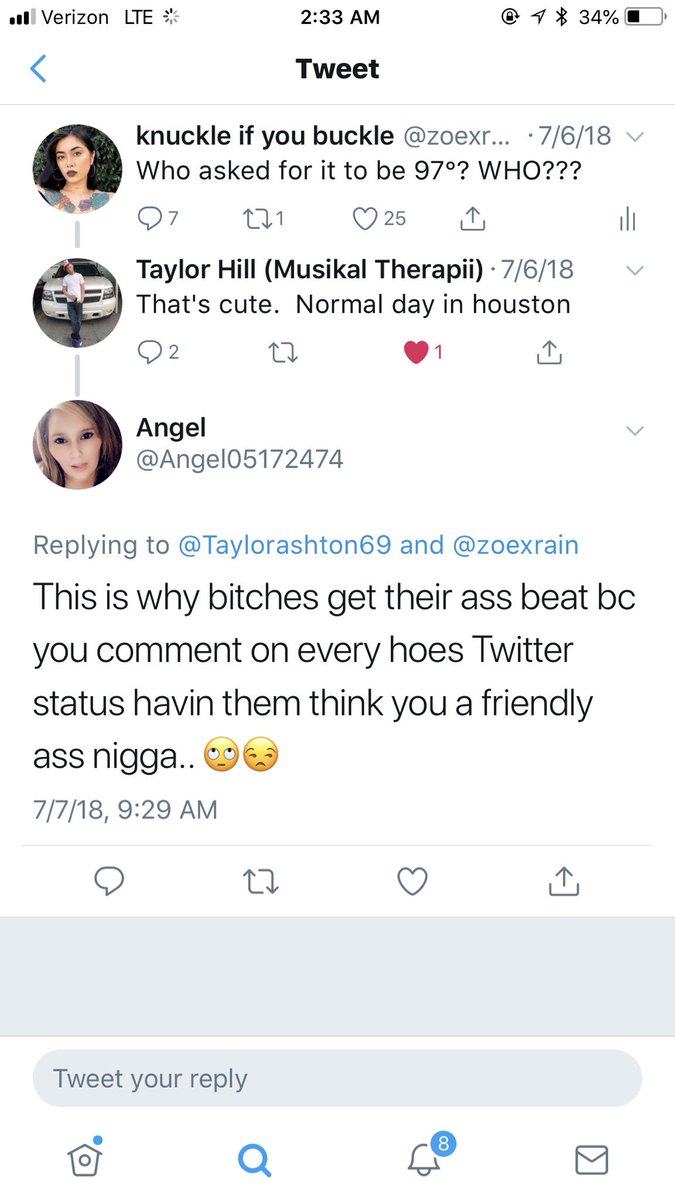 Verizon LTE 2:33 AM 34%
Tweet
knuckle if you buckle @zoexr... · 7/6/18
Who asked for it to be 97°? WHO???
7 1 25
Taylor Hill (Musikal Therapii) · 7/6/18
That's cute. Normal day in houston
2 1
Angel
@Angel05172474
Replying to @Taylorashton69 and @zoexrain
This is why bitches get their ass beat bc
you comment on every hoes Twitter
status havin them think you a friendly
ass nigga.. 🙄😒
7/7/18, 9:29 AM
Tweet your reply
8